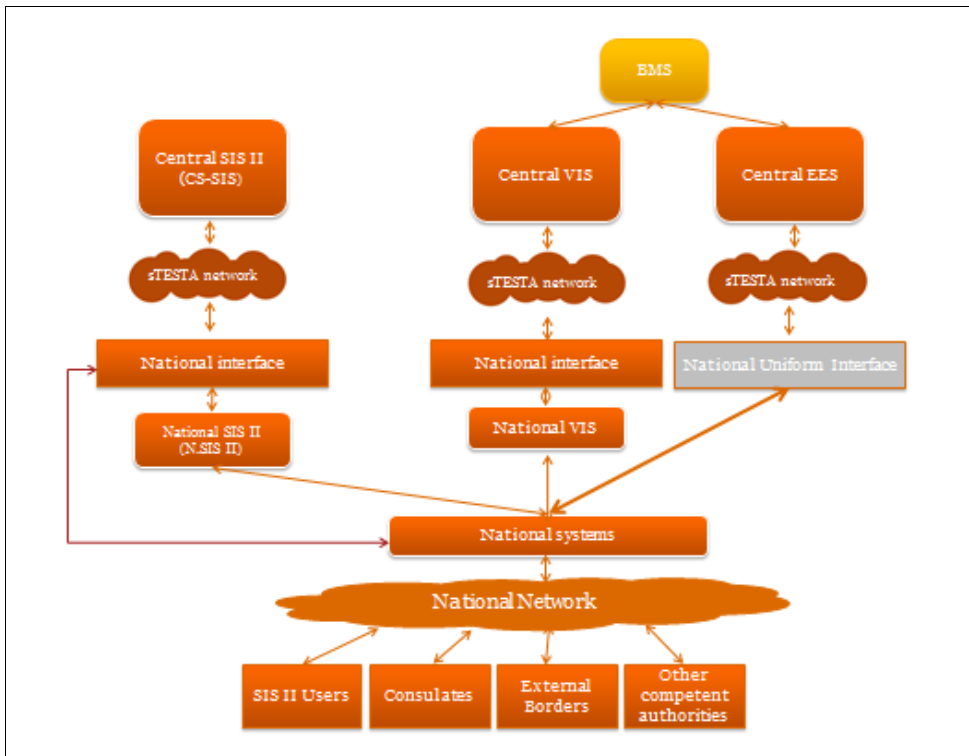 BMS
Central SIS II
(CS-SIS)
Central VIS
Central EES
sTESTA network
sTESTA network
sTESTA network
National interface
National interface
National Uniform Interface
National SIS II
(N.SIS II)
National VIS
National systems
National Network
SIS II Users
Consulates
External
Borders
Other
competent
authorities